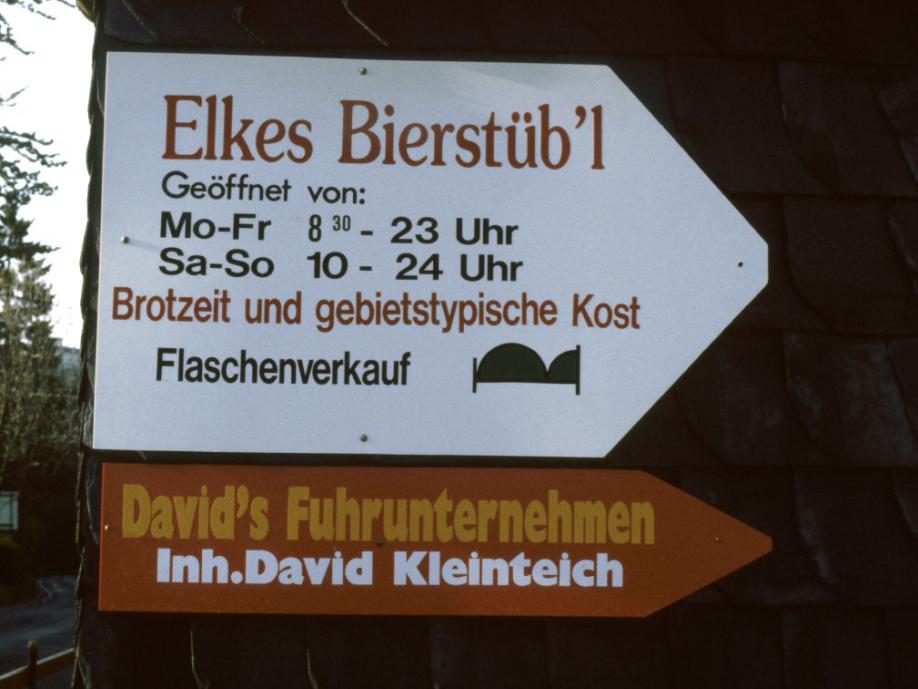 Elkes Bierstüb'l
Geöffnet von:
Mo-Fr 8 30 - 23 Uhr
Sa-So 10 - 24 Uhr
Brotzeit und gebietstypische Kost
Flaschenverkauf
David's Fuhrunternehmen
Inh.David Kleinteich